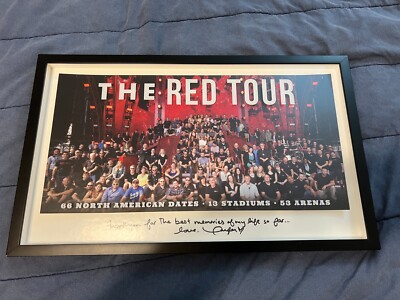 THE RED TOUR
66 NORTH AMERICAN DATES · 13 STADIUMS · 53 ARENAS
for The best memories of my life so far...
love,